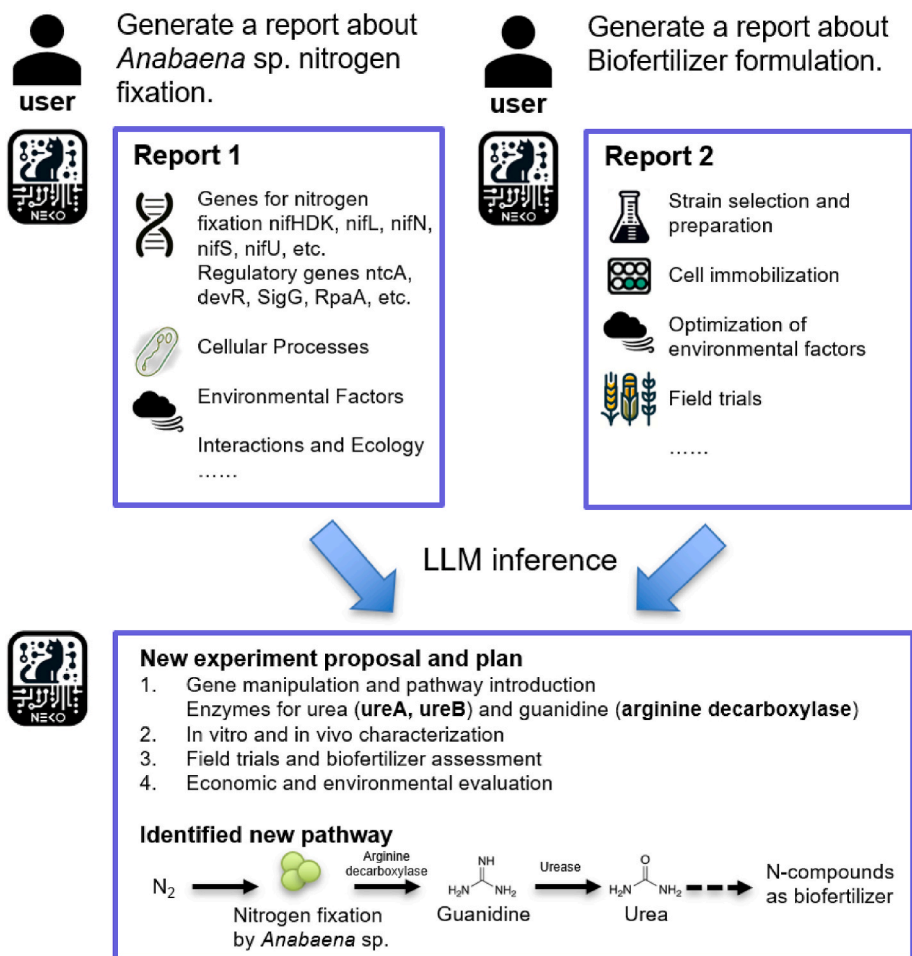 Generate a report about
Anabaena sp. nitrogen
fixation.
user
NEKO
Report 1
Genes for nitrogen
fixation nifHDK, nifL, nifN,
nifS, nifU, etc.
Regulatory genes ntcA,
devR, SigG, RpaA, etc.
Cellular Processes
Environmental Factors
Interactions and Ecology
……
Generate a report about
Biofertilizer formulation.
user
NEKO
Report 2
Strain selection and
preparation
Cell immobilization
Optimization of
environmental factors
Field trials
……
LLM inference
NEKO
New experiment proposal and plan
1. Gene manipulation and pathway introduction
Enzymes for urea (ureA, ureB) and guanidine (arginine decarboxylase)
2. In vitro and in vivo characterization
3. Field trials and biofertilizer assessment
4. Economic and environmental evaluation
Identified new pathway
N2
Nitrogen fixation
by Anabaena sp.
Arginine
decarboxylase
NH
H2N NH2
Guanidine
Urease
O
H2N NH2
Urea
N-compounds
as biofertilizer